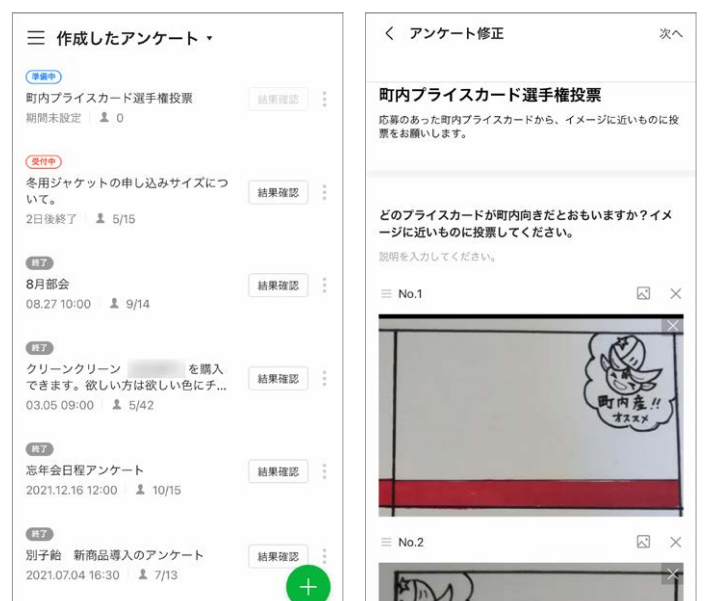 作成したアンケート
準備中
町内プライスカード選手権投票
結果確認
期間未設定 0
受付中
冬用ジャケットの申し込みサイズにつ
いて。
結果確認
2日後終了 5/15
終了
8月部会
結果確認
08.27 10:00 9/14
終了
クリーンクリーン を購入
できます。欲しい方は欲しい色にチ...
結果確認
03.05 09:00 5/42
終了
忘年会日程アンケート
結果確認
2021.12.16 12:00 10/15
終了
別子飴 新商品導入のアンケート
結果確認
2021.07.04 16:30 7/13
アンケート修正
次へ
町内プライスカード選手権投票
応募のあった町内プライスカードから、イメージに近いものに投
票をお願いします。
どのプライスカードが町内向きだとおもいますか?イメ
ージに近いものに投票してください。
説明を入力してください。
No.1
町内産!!
オススメ
No.2